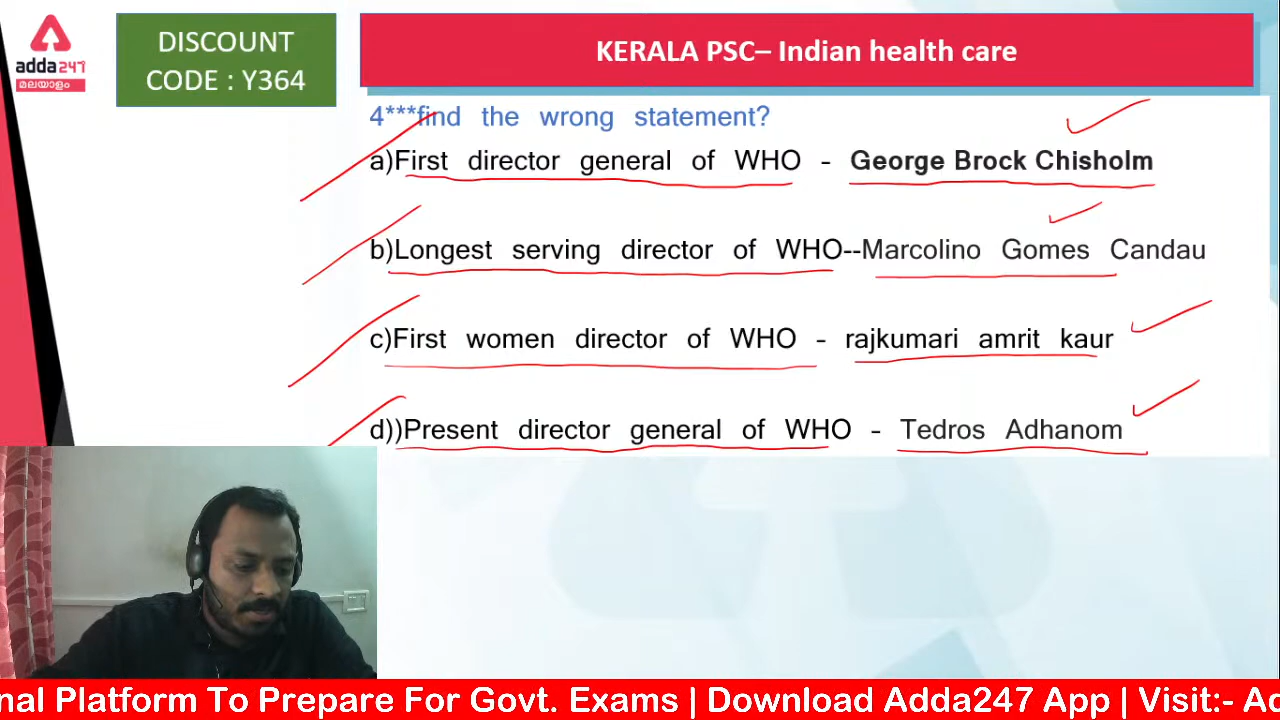 adda247
മലയാളം
DISCOUNT
CODE : Y364
KERALA PSC– Indian health care
4***find the wrong statement?
a)First director general of WHO - George Brock Chisholm
b)Longest serving director of WHO--Marcolino Gomes Candau
c)First women director of WHO - rajkumari amrit kaur
d))Present director general of WHO - Tedros Adhanom
nal Platform To Prepare For Govt. Exams | Download Adda247 App | Visit:- Ad